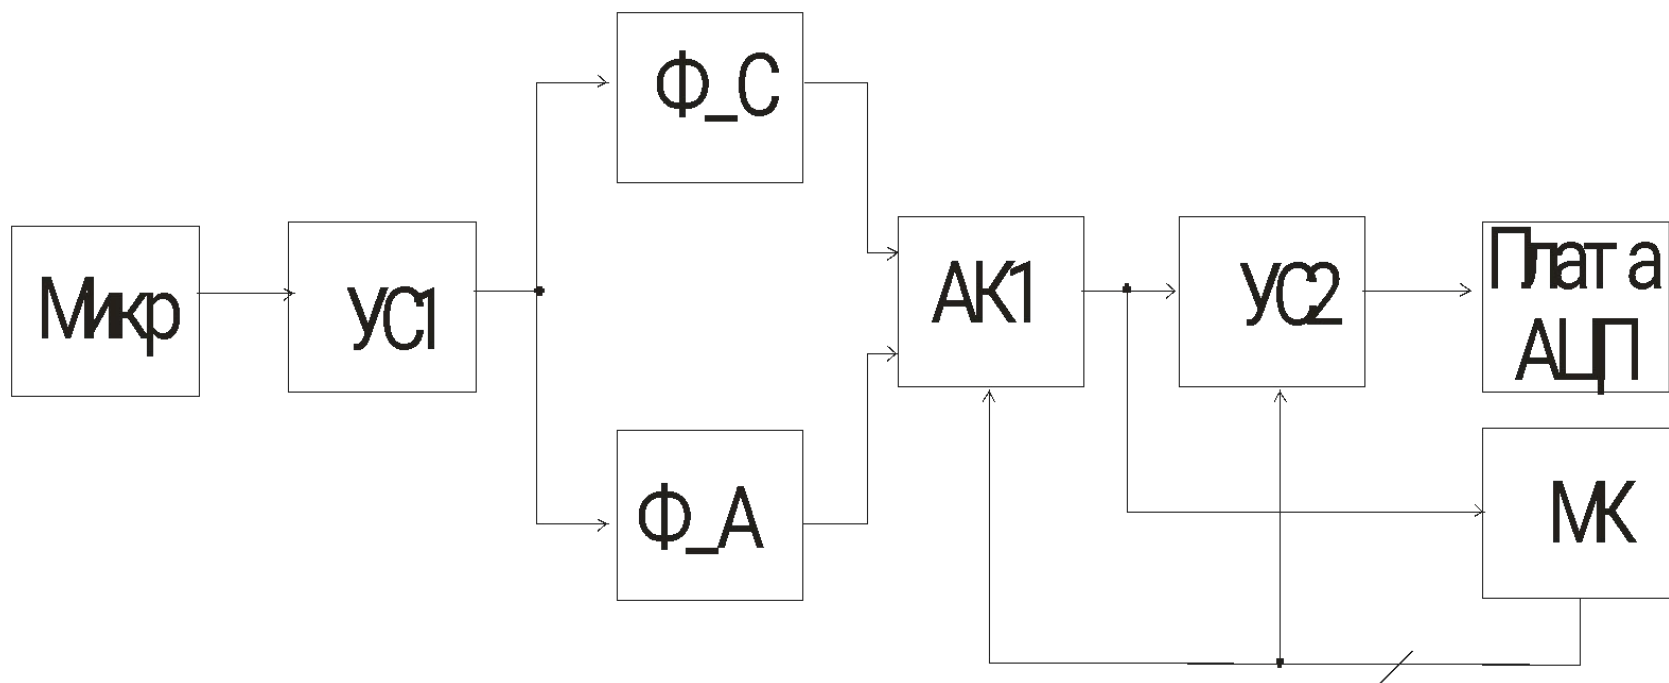 Микр
УС1
Ф_С
Ф_А
АК1
УС2
Плата
АЦП
МК